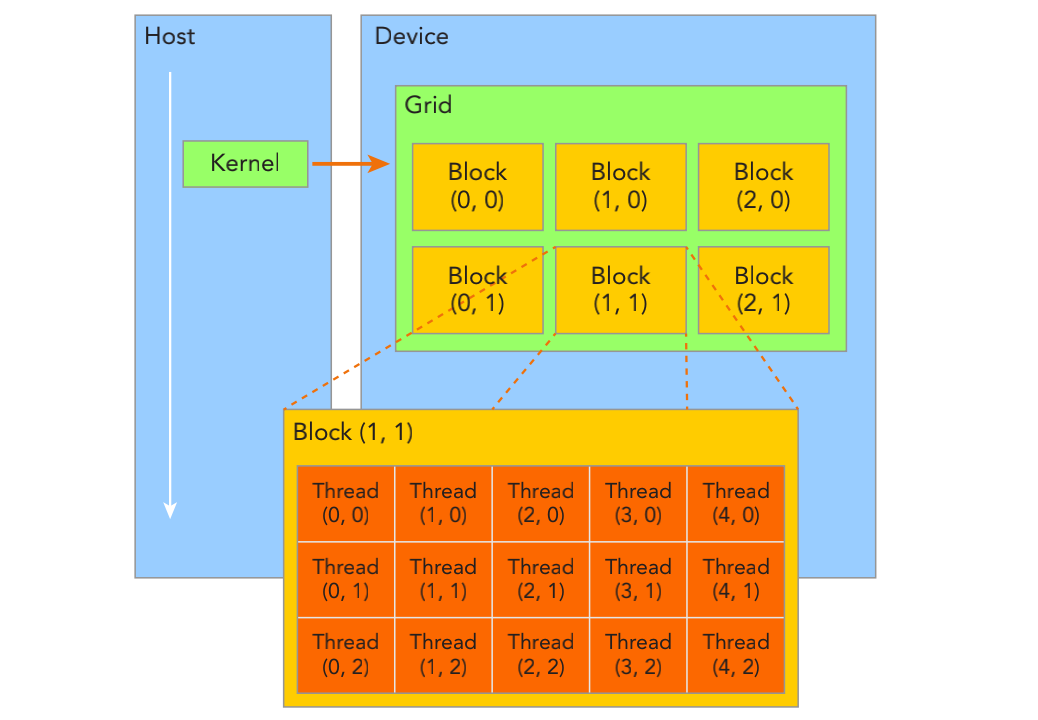 Host
Device
Grid
Kernel
Block
(0, 0)
Block
(1, 0)
Block
(2, 0)
Block
(0, 1)
Block
(1, 1)
Block
(2, 1)
Block (1, 1)
Thread
(0, 0)
Thread
(1, 0)
Thread
(2, 0)
Thread
(3, 0)
Thread
(4, 0)
Thread
(0, 1)
Thread
(1, 1)
Thread
(2, 1)
Thread
(3, 1)
Thread
(4, 1)
Thread
(0, 2)
Thread
(1, 2)
Thread
(2, 2)
Thread
(3, 2)
Thread
(4, 2)